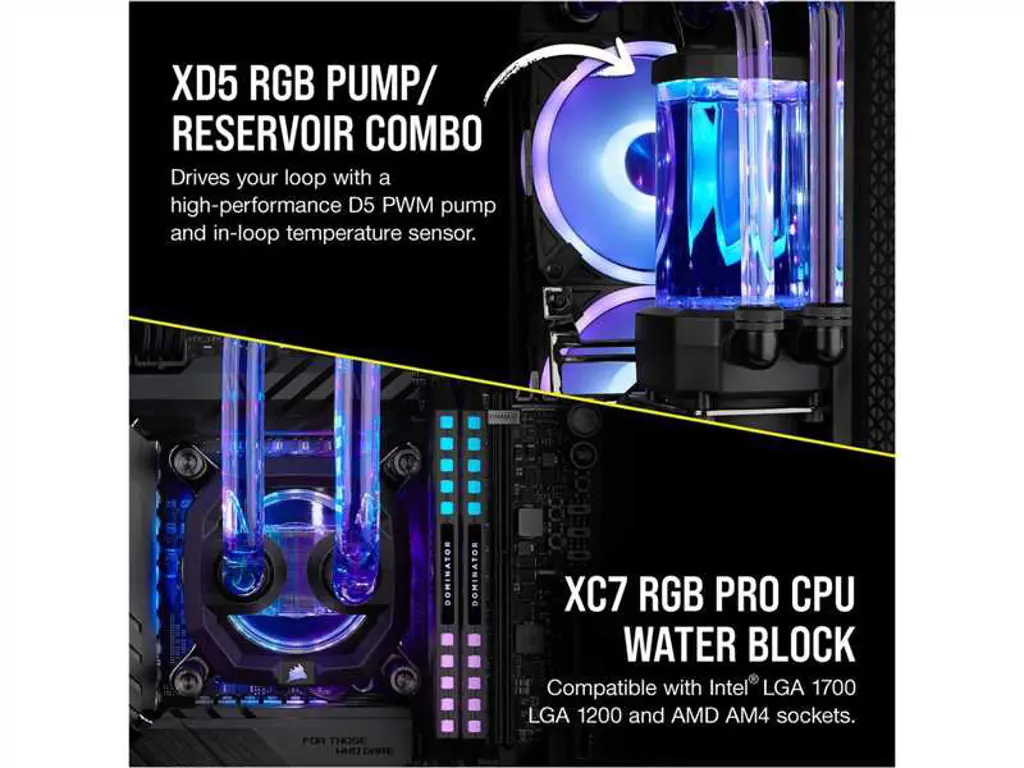 XD5 RGB PUMP/
RESERVOIR COMBO
Drives your loop with a
high-performance D5 PWM pump
and in-loop temperature sensor.
DOMINATOR
DOMINATOR
XC7 RGB PRO CPU
WATER BLOCK
Compatible with Intel® LGA 1700
LGA 1200 and AMD AM4 sockets.
FOR THOSE
WHO DARE